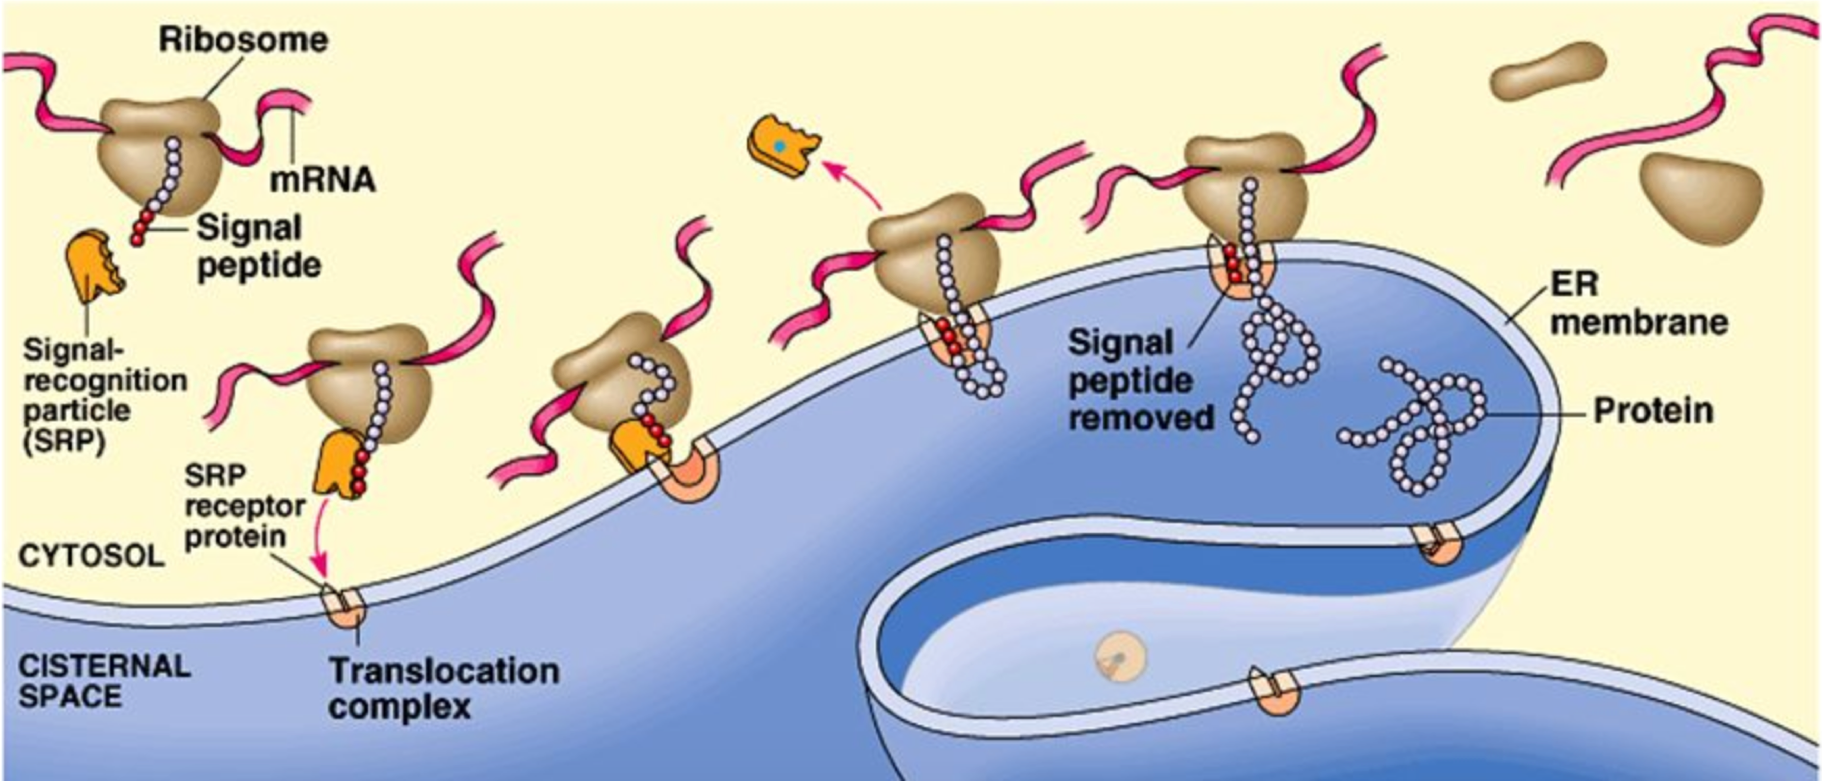 Ribosome
mRNA
Signal
peptide
Signal-
recognition
particle
(SRP)
SRP
receptor
protein
CYTOSOL
CISTERNAL
SPACE
Translocation
complex
Signal
peptide
removed
ER
membrane
Protein